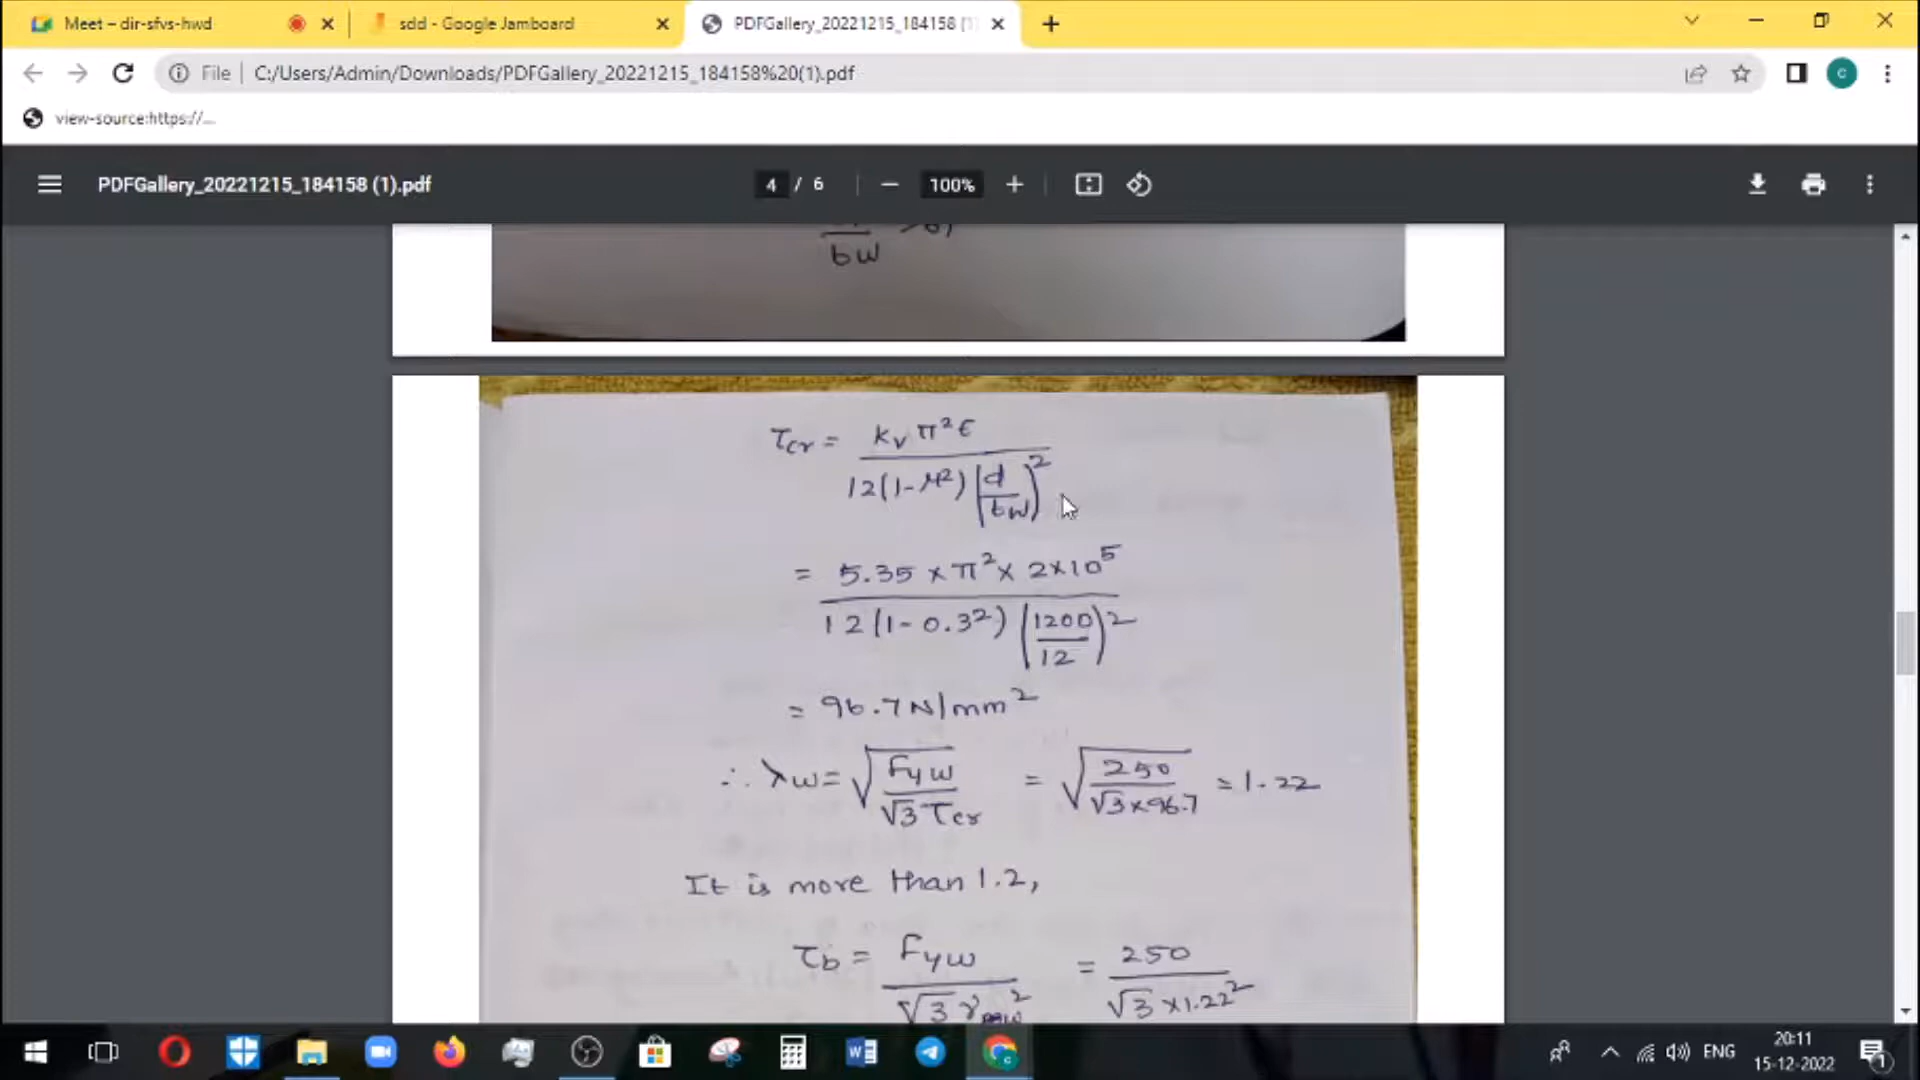 Meet – dir-sfvs-hwd
sdd - Google Jamboard
PDFGallery_20221215_184158 (1)
File | C:/Users/Admin/Downloads/PDFGallery_20221215_184158%20(1).pdf
c
view-source:https://...
PDFGallery_20221215_184158 (1).pdf
4 / 6
100%
tw
τcr = kv π² E / 12(1-μ²) (d/tw)²
= 5.35 × π² × 2×10⁵ / 12(1-0.3²) (1200/12)²
= 96.7 N/mm²
∴ λw = √(Fyw / √3 τcr) = √(250 / √3×96.7) = 1.22
It is more than 1.2,
τb = Fyw / √3 = 250 / √3 × 1.22²
ENG
20:11
15-12-2022
1